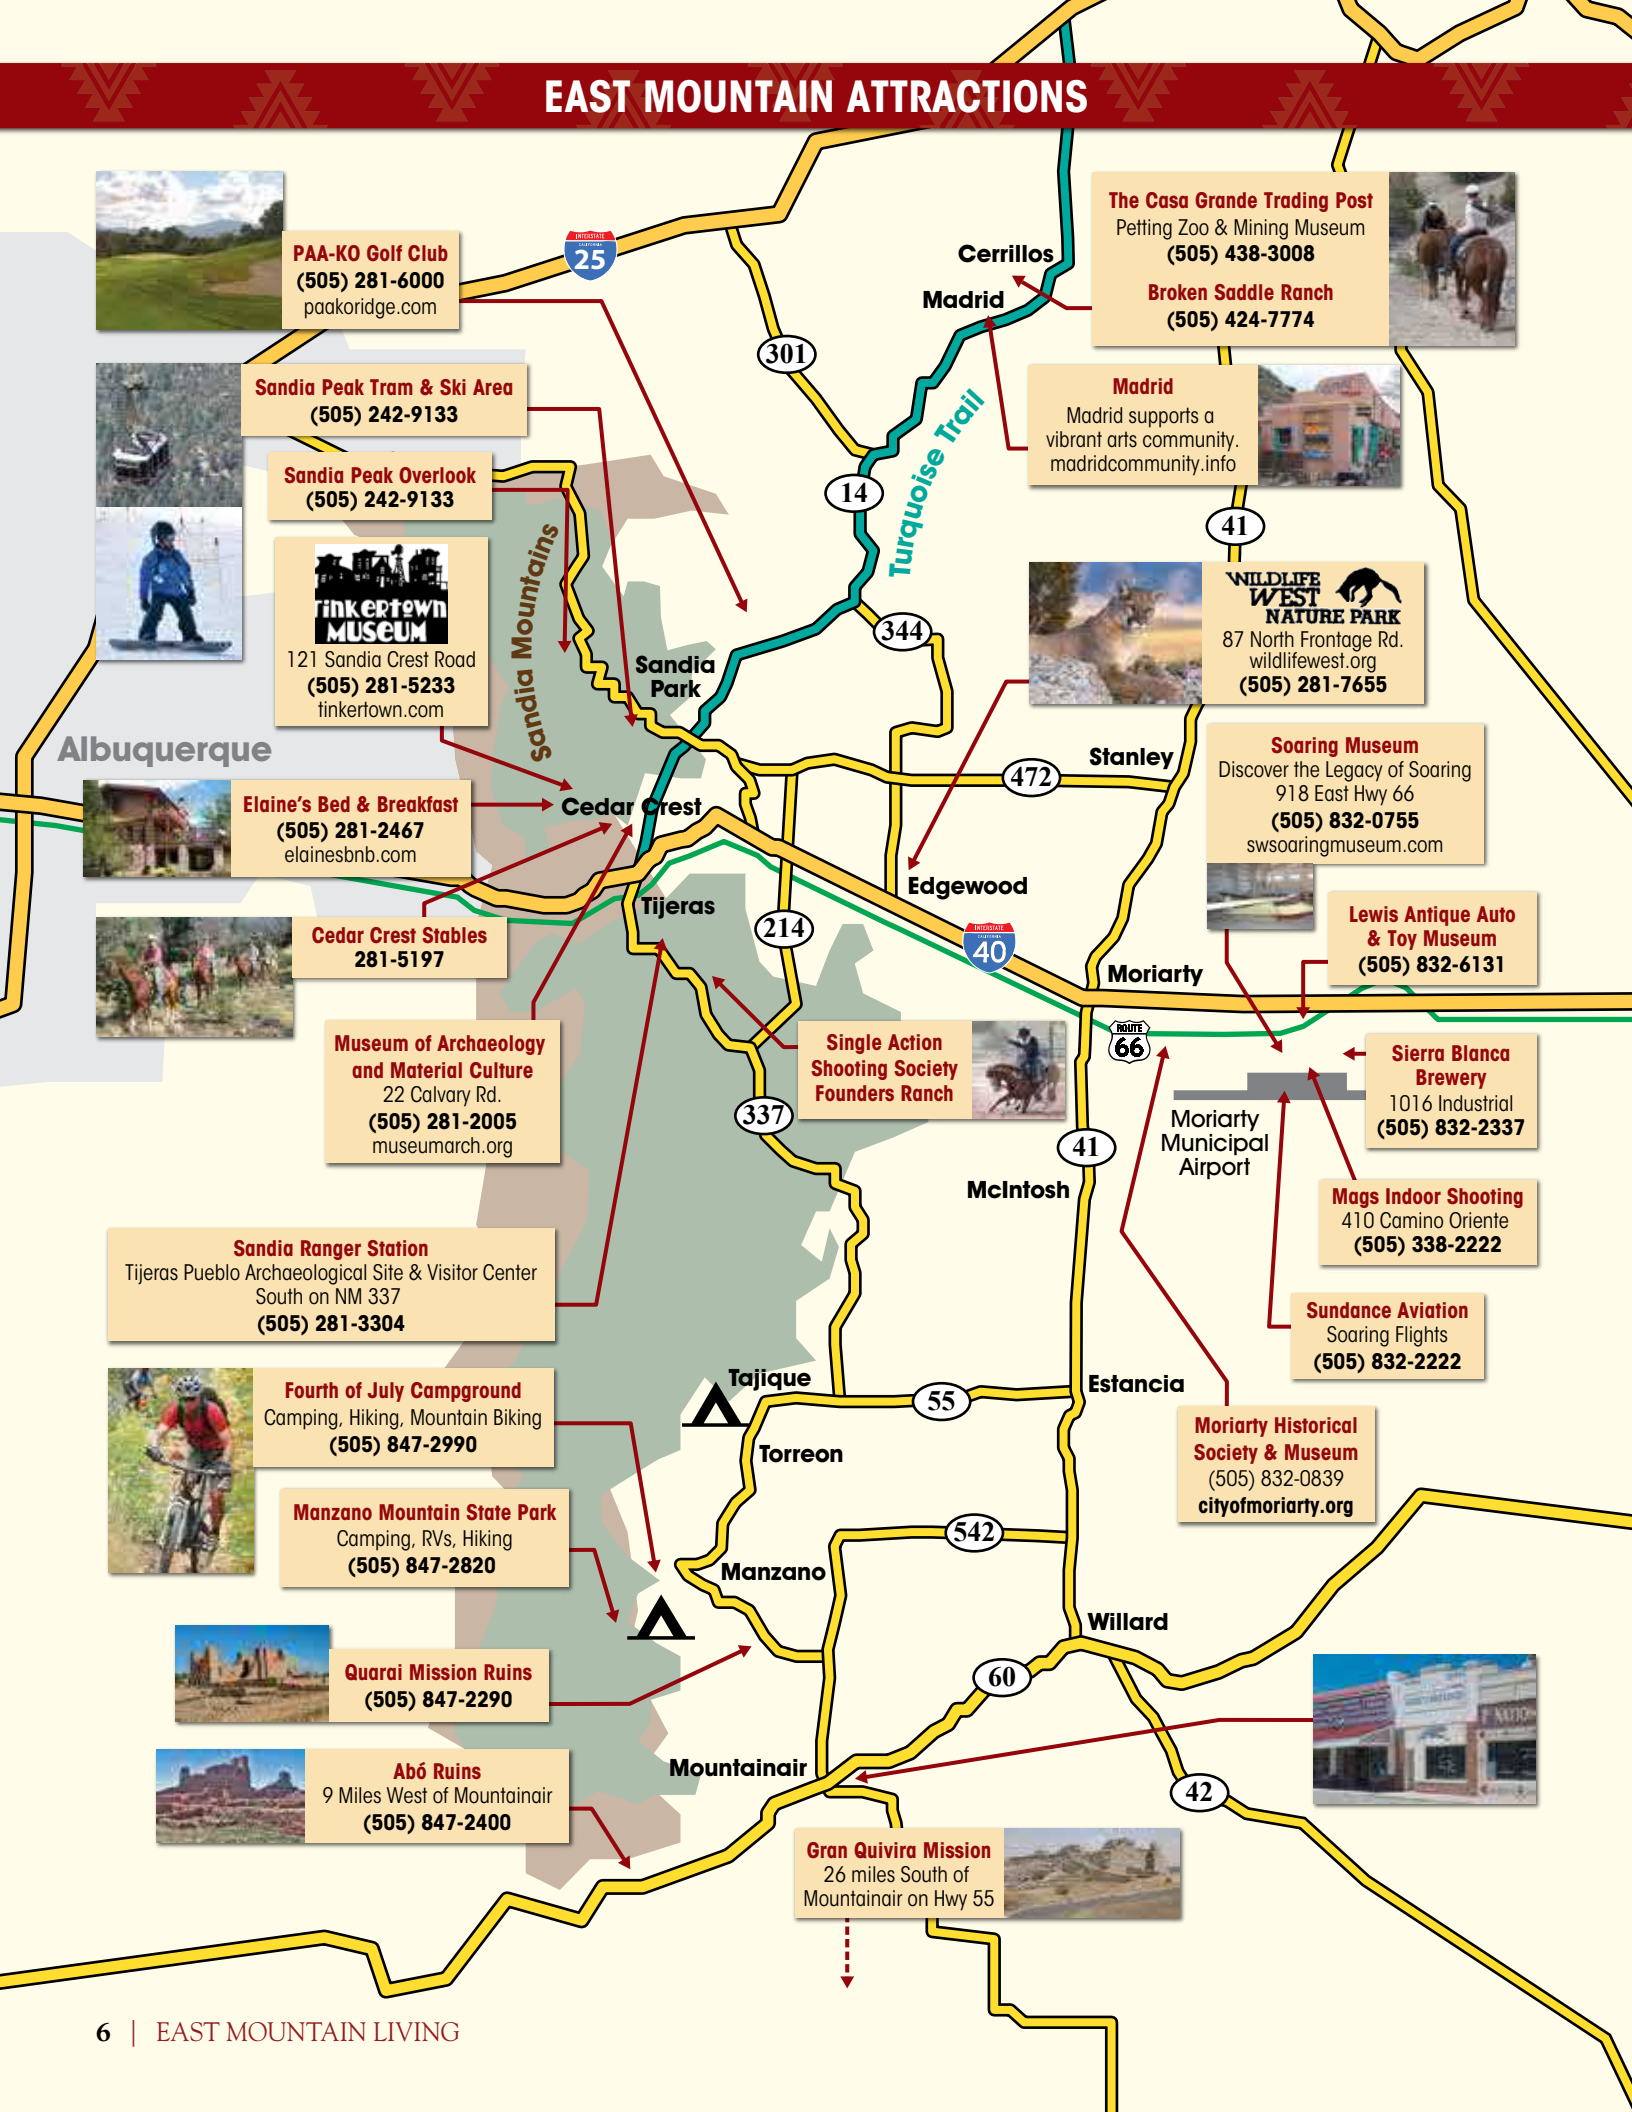 EAST MOUNTAIN ATTRACTIONS
PAA-KO Golf Club
(505) 281-6000
paakoridge.com
INTERSTATE
CALIFORNIA
25
301
Cerrillos
Madrid
The Casa Grande Trading Post
Petting Zoo & Mining Museum
(505) 438-3008
Broken Saddle Ranch
(505) 424-7774
Sandia Peak Tram & Ski Area
(505) 242-9133
Madrid
Madrid supports a
vibrant arts community.
madridcommunity.info
Sandia Peak Overlook
(505) 242-9133
14
Turquoise Trail
41
TINKERTOWN
MUSEUM
121 Sandia Crest Road
(505) 281-5233
tinkertown.com
Sandia Mountains
Sandia
Park
344
WILDLIFE
WEST
NATURE PARK
87 North Frontage Rd.
wildlifewest.org
(505) 281-7655
Albuquerque
Stanley
472
Soaring Museum
Discover the Legacy of Soaring
918 East Hwy 66
(505) 832-0755
swsoaringmuseum.com
Elaine's Bed & Breakfast
(505) 281-2467
elainesbnb.com
Cedar Crest
Edgewood
Tijeras
214
INTERSTATE
CALIFORNIA
40
Lewis Antique Auto
& Toy Museum
(505) 832-6131
Cedar Crest Stables
281-5197
Moriarty
ROUTE
66
Museum of Archaeology
and Material Culture
22 Calvary Rd.
(505) 281-2005
museumarch.org
Single Action
Shooting Society
Founders Ranch
Sierra Blanca
Brewery
1016 Industrial
(505) 832-2337
337
41
Moriarty
Municipal
Airport
McIntosh
Mags Indoor Shooting
410 Camino Oriente
(505) 338-2222
Sandia Ranger Station
Tijeras Pueblo Archaeological Site & Visitor Center
South on NM 337
(505) 281-3304
Sundance Aviation
Soaring Flights
(505) 832-2222
Fourth of July Campground
Camping, Hiking, Mountain Biking
(505) 847-2990
Tajique
55
Estancia
Torreon
Moriarty Historical
Society & Museum
(505) 832-0839
cityofmoriarty.org
Manzano Mountain State Park
Camping, RVs, Hiking
(505) 847-2820
542
Manzano
Willard
Quarai Mission Ruins
(505) 847-2290
60
Mountainair
Abó Ruins
9 Miles West of Mountainair
(505) 847-2400
42
Gran Quivira Mission
26 miles South of
Mountainair on Hwy 55
6 | EAST MOUNTAIN LIVING